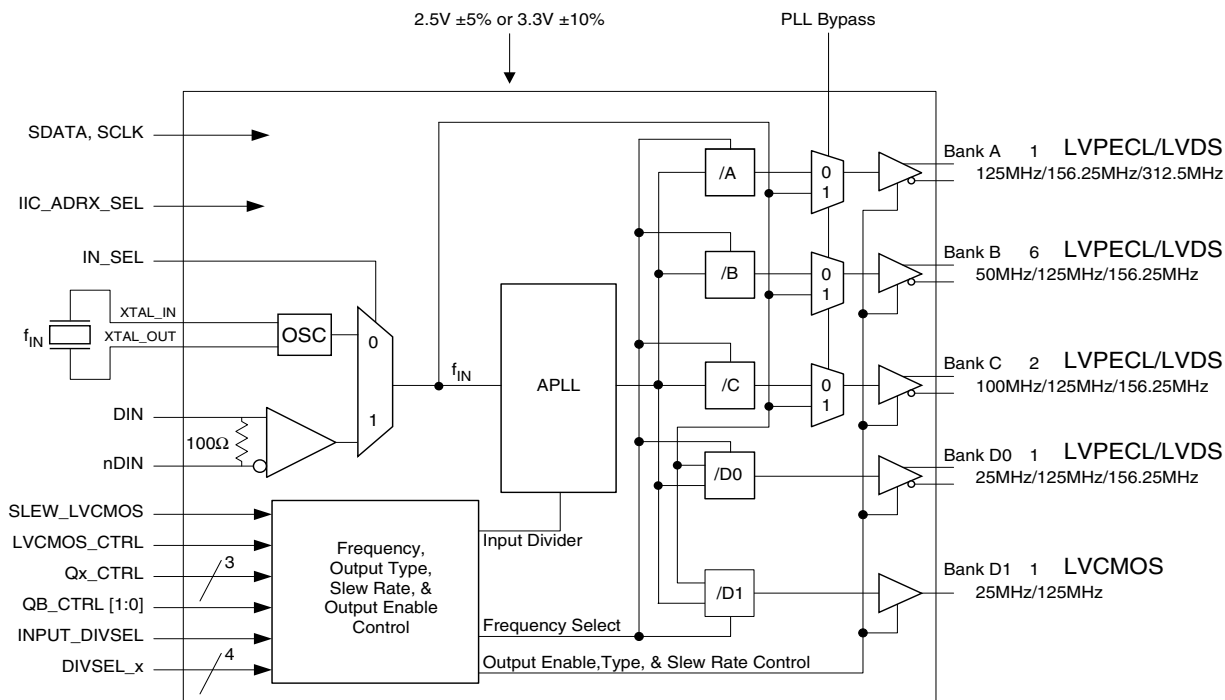 2.5V ±5% or 3.3V ±10%
PLL Bypass
SDATA, SCLK
IIC_ADRX_SEL
IN_SEL
XTAL_IN
XTAL_OUT
fIN
OSC
0
1
DIN
nDIN
100Ω
fIN
APLL
/A
/B
/C
/D0
/D1
0
1
0
1
0
1
Bank A 1 LVPECL/LVDS
125MHz/156.25MHz/312.5MHz
Bank B 6 LVPECL/LVDS
50MHz/125MHz/156.25MHz
Bank C 2 LVPECL/LVDS
100MHz/125MHz/156.25MHz
Bank D0 1 LVPECL/LVDS
25MHz/125MHz/156.25MHz
Bank D1 1 LVCMOS
25MHz/125MHz
SLEW_LVCMOS
LVCMOS_CTRL
Qx_CTRL
3
QB_CTRL [1:0]
INPUT_DIVSEL
DIVSEL_x
4
Frequency,
Output Type,
Slew Rate, &
Output Enable
Control
Input Divider
Frequency Select
Output Enable,Type, & Slew Rate Control